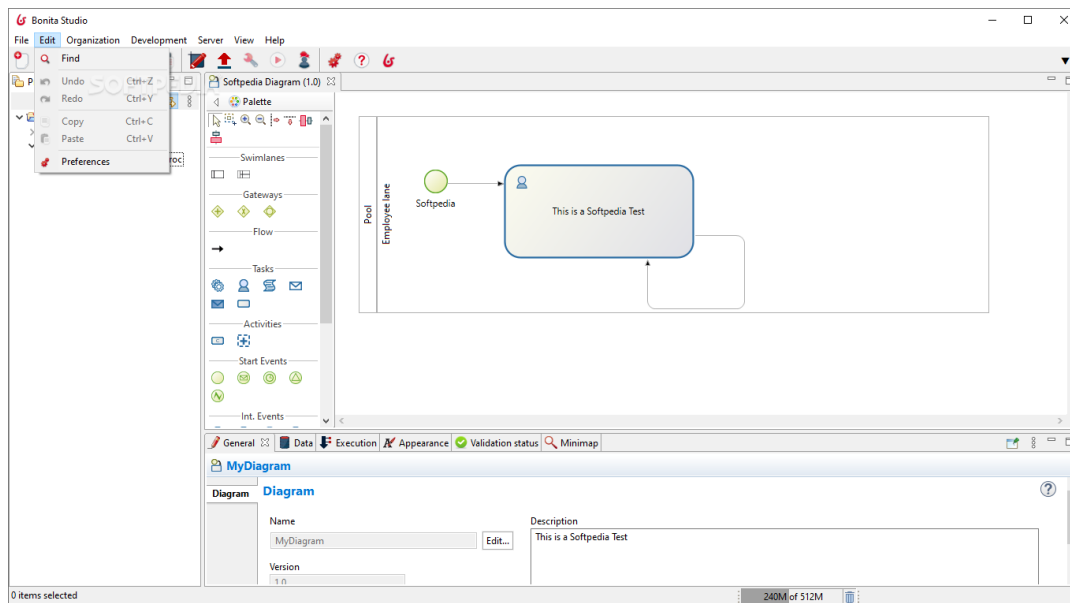 Bonita Studio
File Edit Organization Development Server View Help
Find
Undo Ctrl+Z
Redo Ctrl+Y
Copy Ctrl+C
Paste Ctrl+V
Preferences
P
roc
SOFTPEDIA
Softpedia Diagram (1.0)
Palette
Swimlanes
Gateways
Flow
Tasks
Activities
Start Events
Int. Events
Pool
Employee lane
Softpedia
This is a Softpedia Test
General Data Execution Appearance Validation status Minimap
MyDiagram
Diagram Diagram
Name
MyDiagram
Edit...
Version
1.0
Description
This is a Softpedia Test
0 items selected
240M of 512M